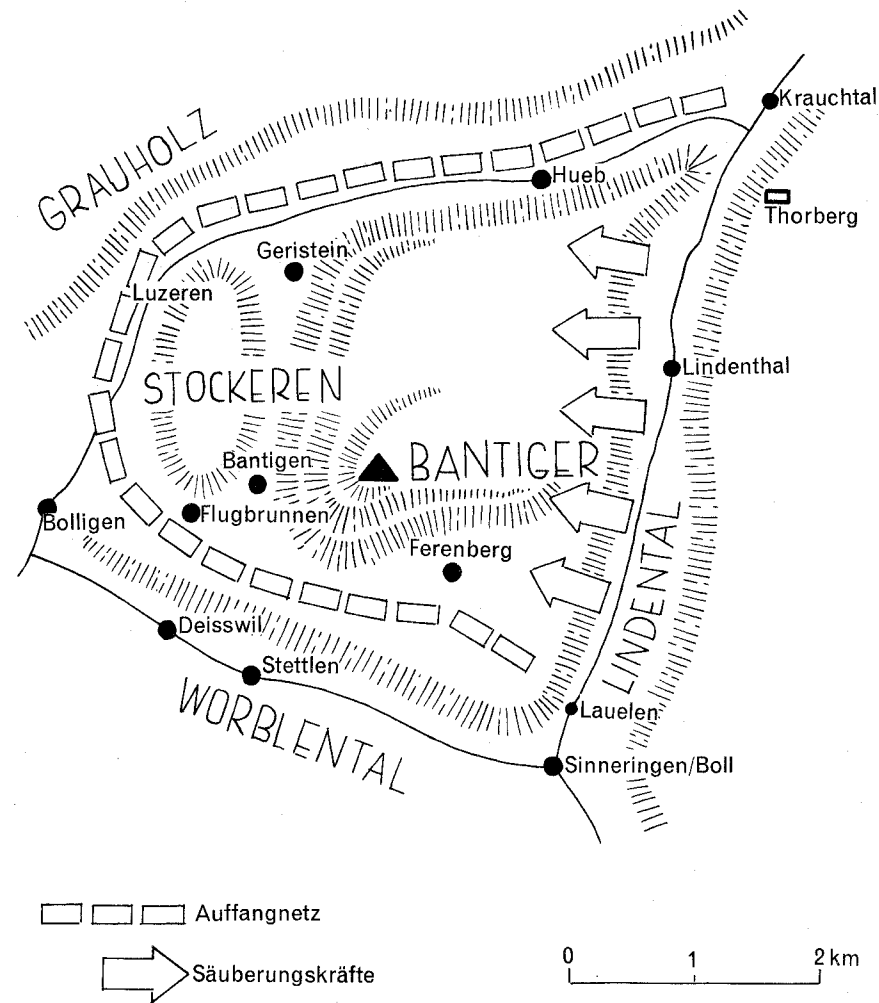 Krauchtal
GRAUHOLZ
Hueb
Thorberg
Geristein
Luzeren
Lindenthal
STOCKEREN
BANTIGER
Bantigen
Flugbrunnen
Bolligen
Ferenberg
LINDENTAL
Deisswil
Stettlen
WORBLENTAL
Lauelen
Sinneringen/Boll
Auffangnetz
Säuberungskräfte
0 1 2 km